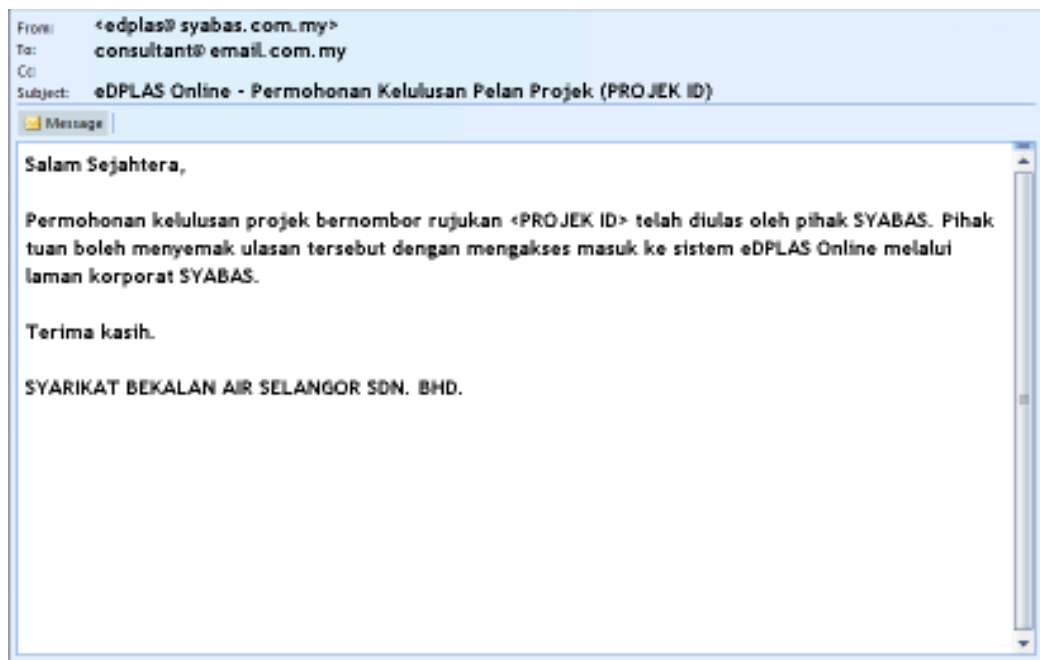 From: <edplas@syabas.com.my>
To: consultant@email.com.my
Cc:
Subject: eDPLAS Online - Permohonan Kelulusan Pelan Projek (PROJEK ID)
Message
Salam Sejahtera,
Permohonan kelulusan projek bernombor rujukan <PROJEK ID> telah diulas oleh pihak SYABAS. Pihak
tuan boleh menyemak ulasan tersebut dengan mengakses masuk ke sistem eDPLAS Online melalui
laman korporat SYABAS.
Terima kasih.
SYARIKAT BEKALAN AIR SELANGOR SDN. BHD.